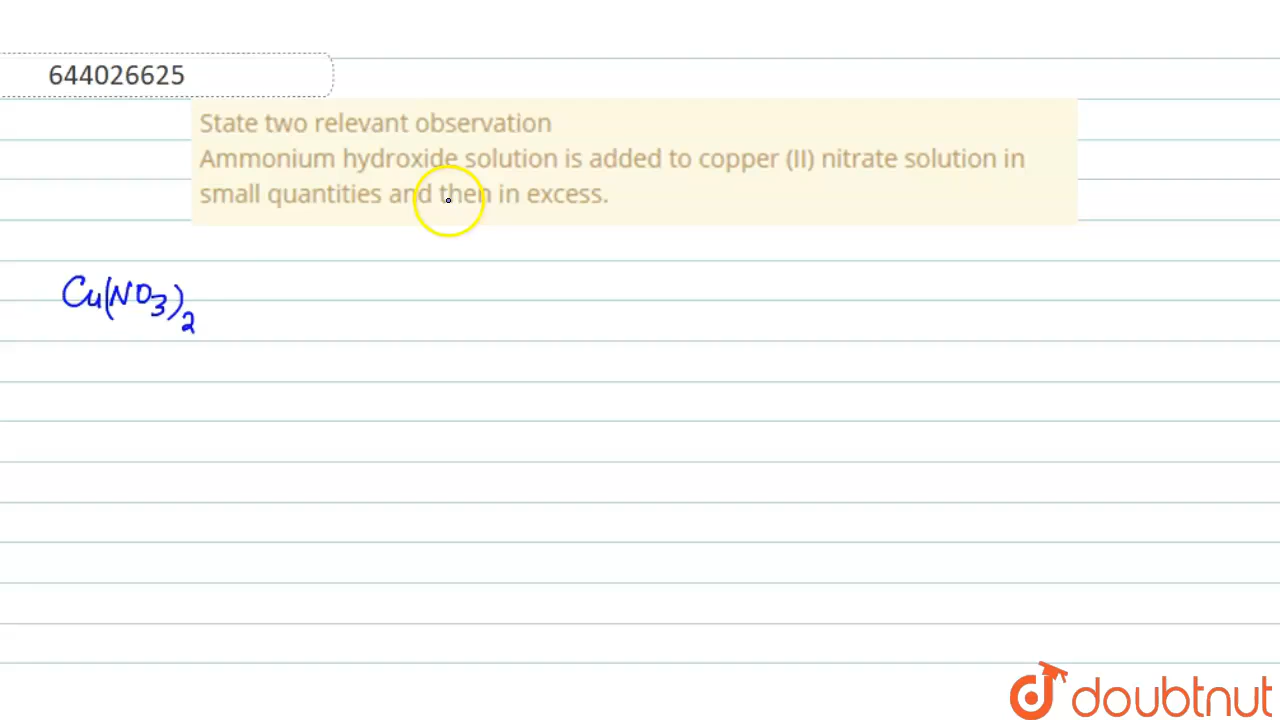 644026625
State two relevant observation
Ammonium hydroxide solution is added to copper (II) nitrate solution in
small quantities and then in excess.
Cu(NO3)2
doubtnut